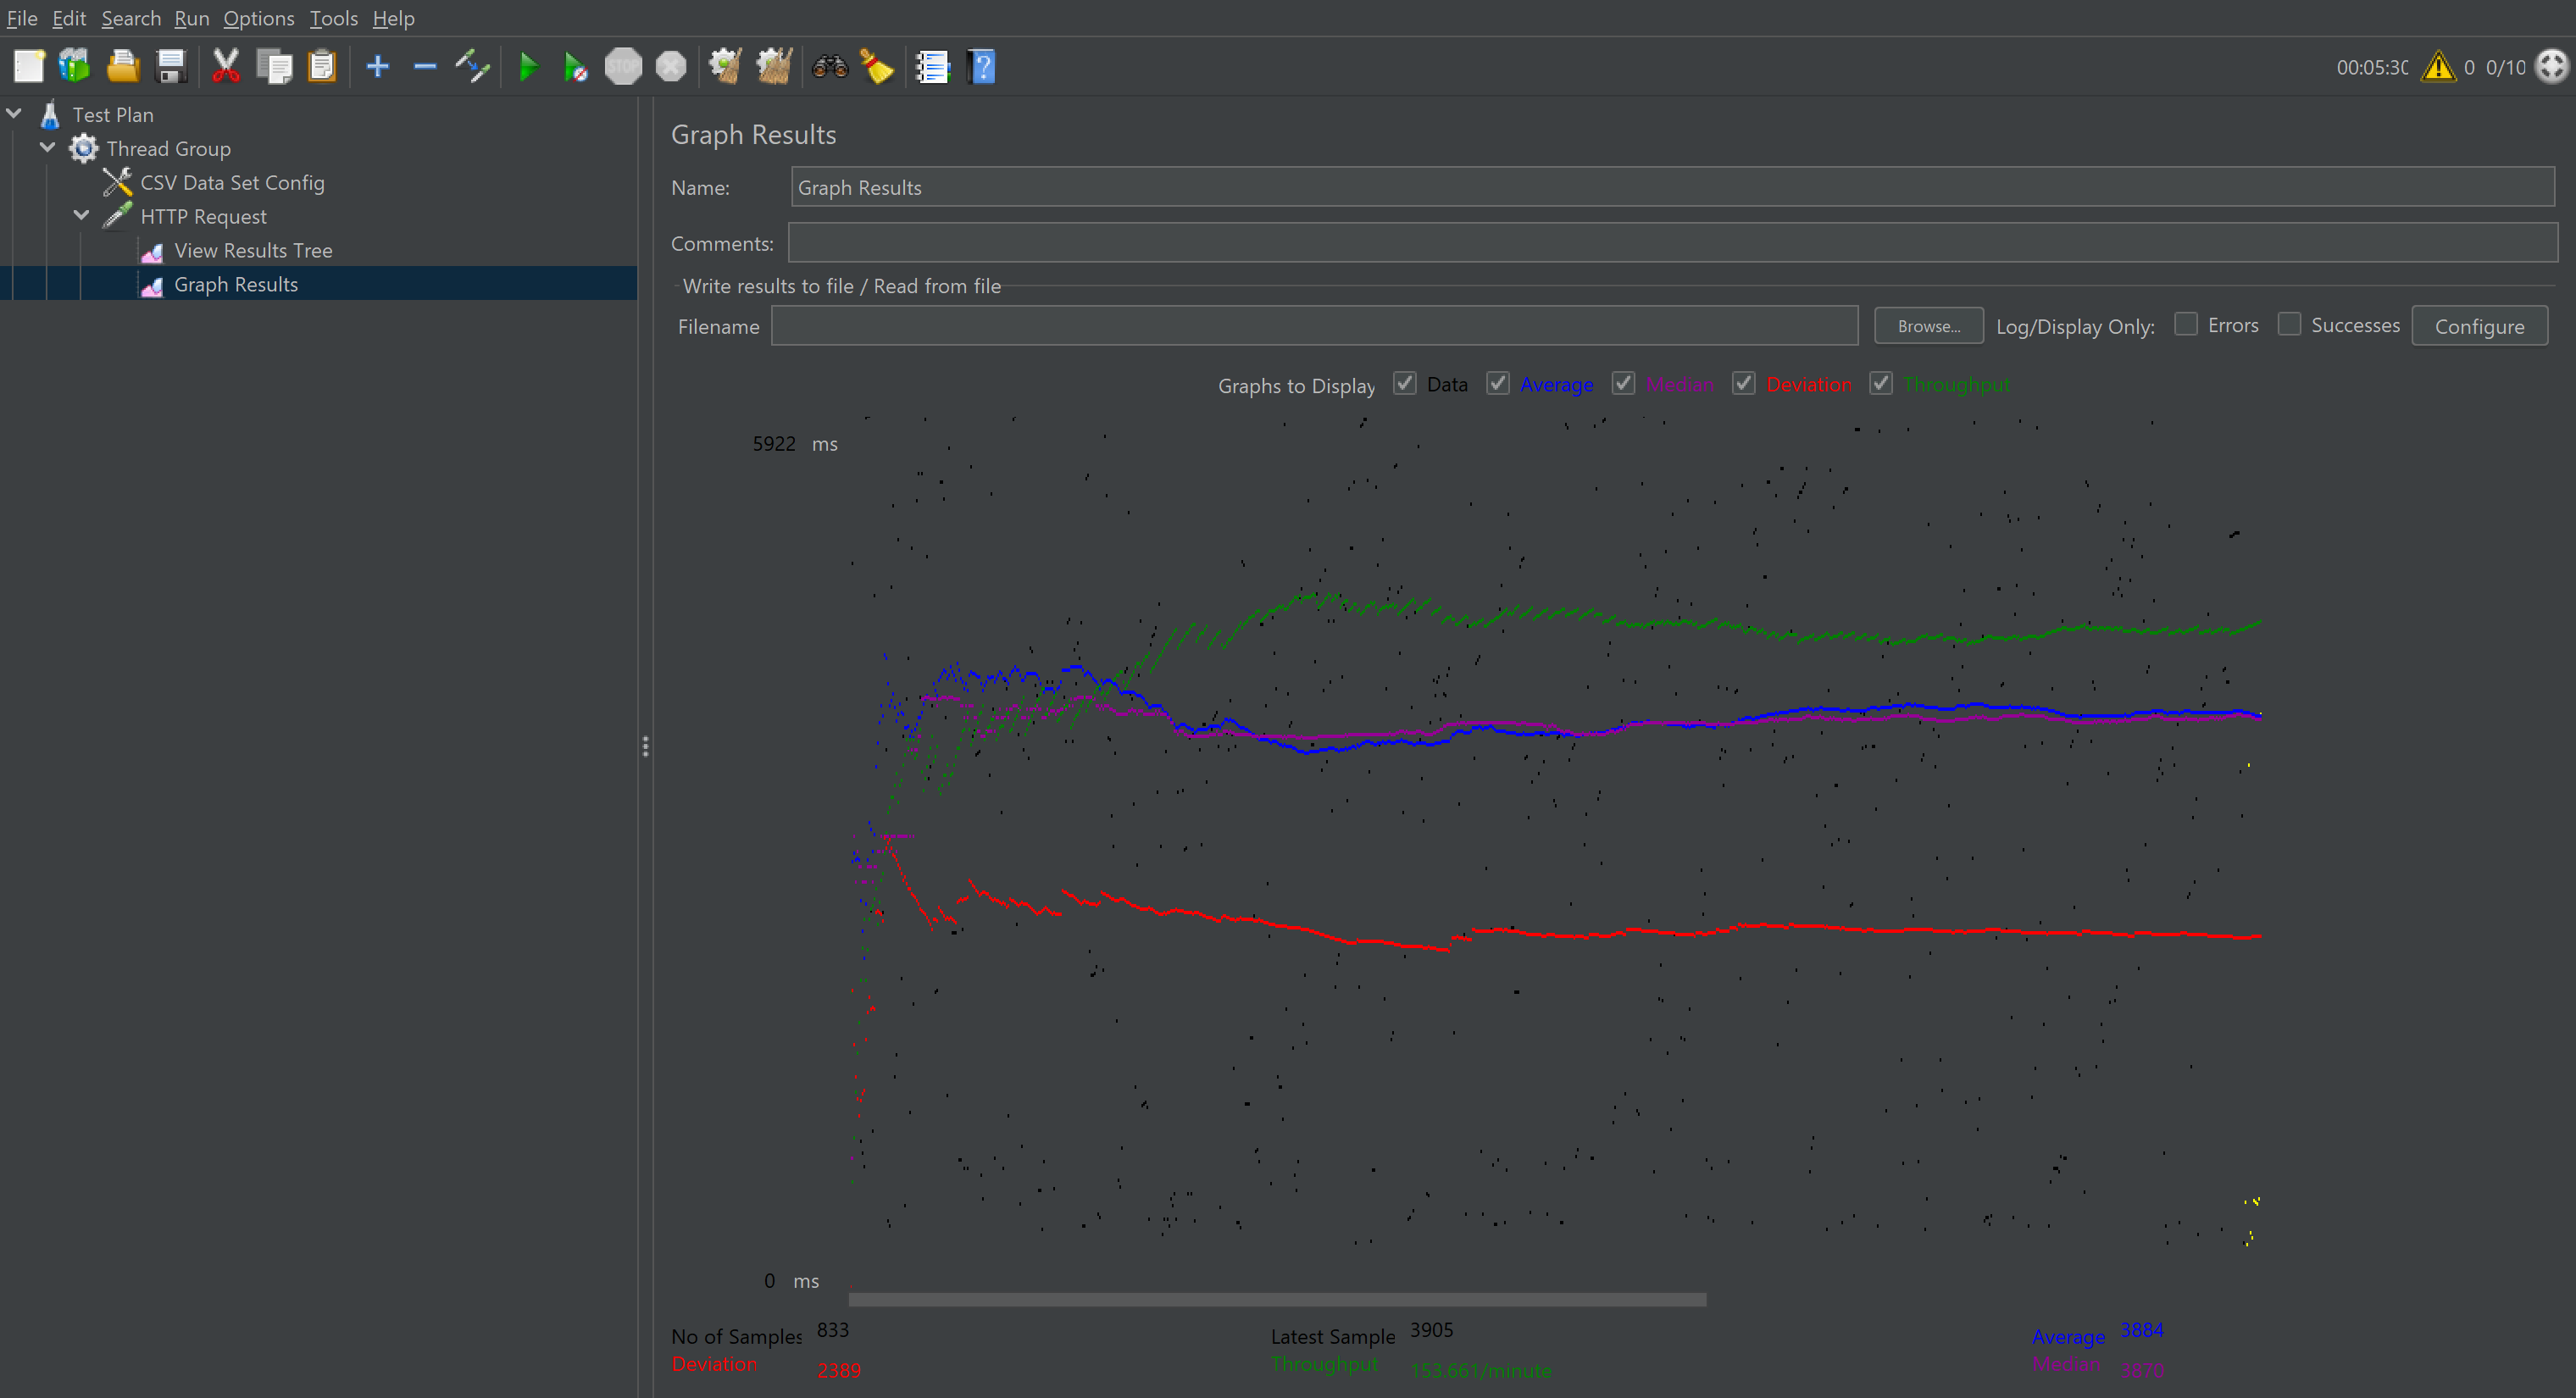 File Edit Search Run Options Tools Help
STOP
00:05:30 0 0/10
Test Plan
Thread Group
CSV Data Set Config
HTTP Request
View Results Tree
Graph Results
Graph Results
Name: Graph Results
Comments:
Write results to file / Read from file
Filename Browse... Log/Display Only: Errors Successes Configure
Graphs to Display Data Average Median Deviation Throughput
5922 ms
0 ms
No of Samples 833 Latest Sample 3905 Average 3884
Deviation 2389 Throughput 153.661/minute Median 3870